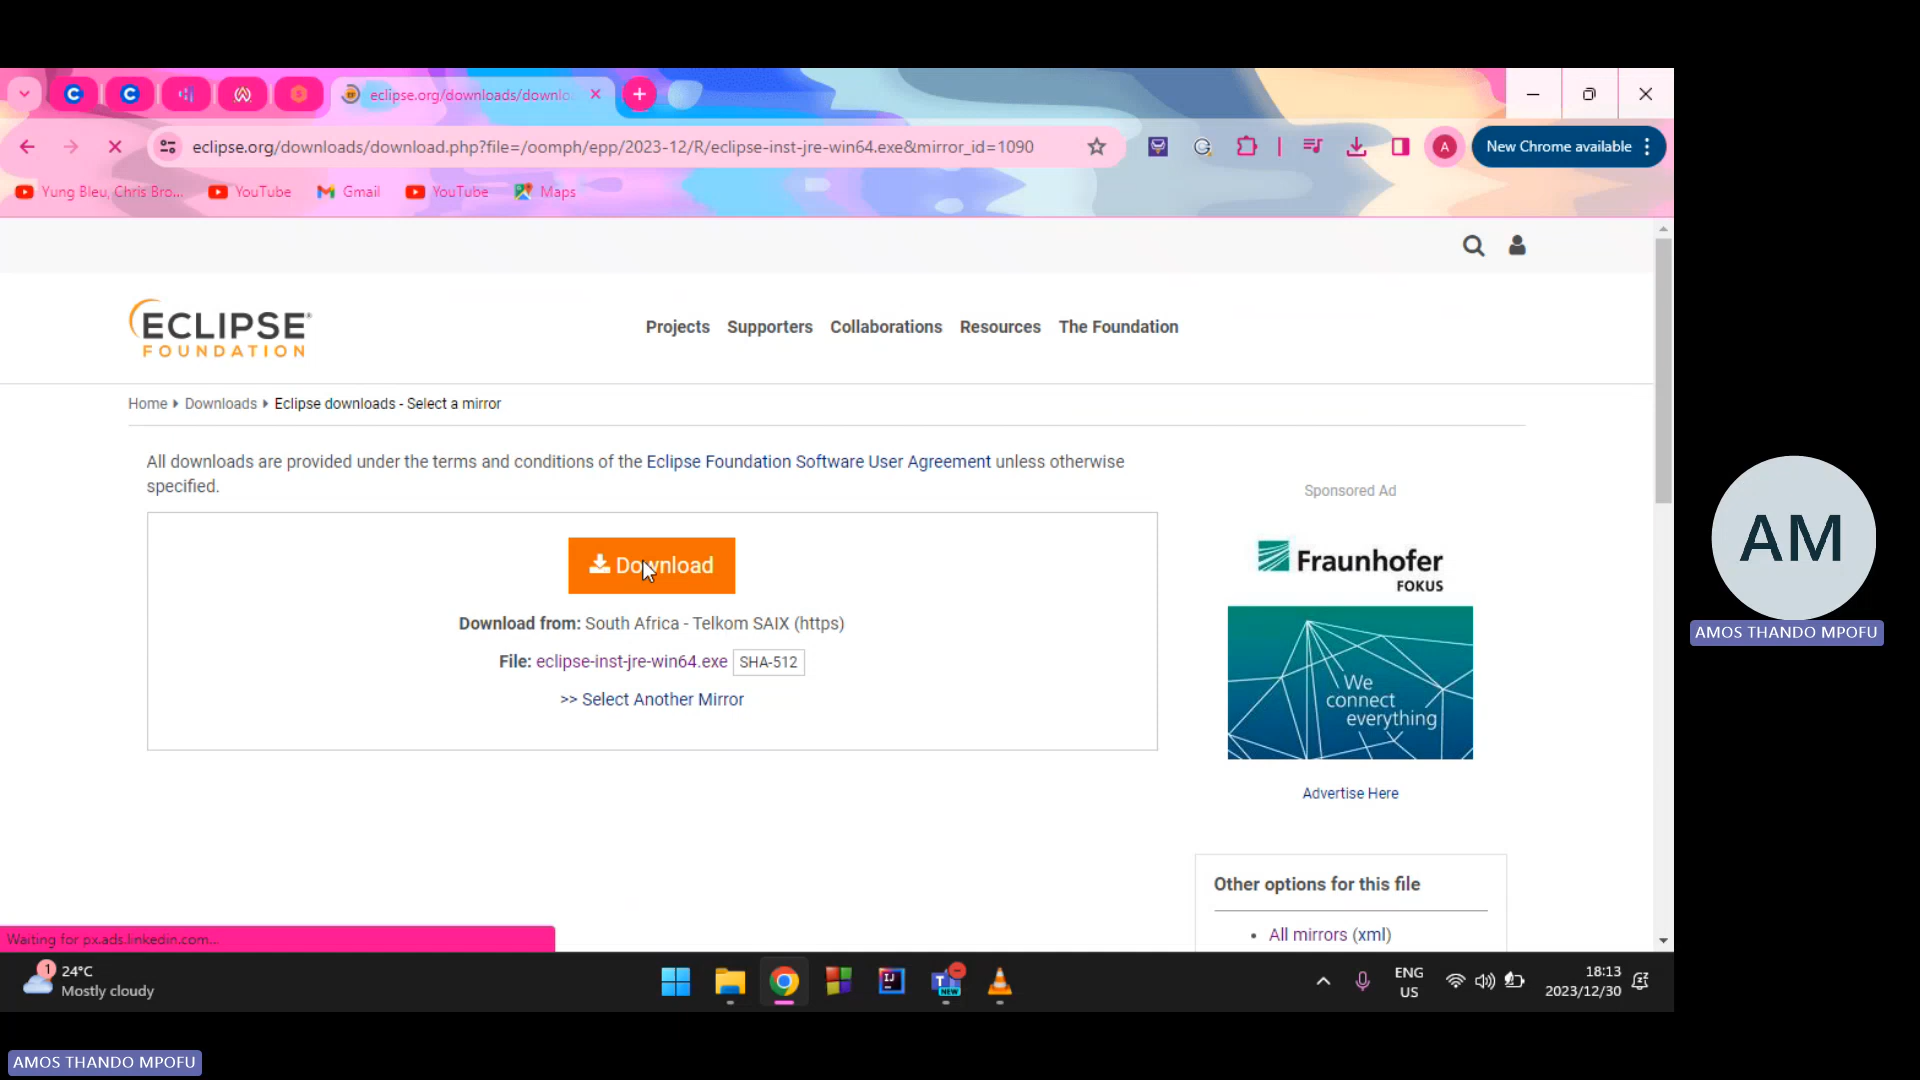 eclipse.org/downloads/downlo
eclipse.org/downloads/download.php?file=/oomph/epp/2023-12/R/eclipse-inst-jre-win64.exe&mirror_id=1090
A
New Chrome available
Yung Bleu, Chris Bro...
YouTube
Gmail
YouTube
Maps
ECLIPSE®
FOUNDATION
Projects
Supporters
Collaborations
Resources
The Foundation
Home
Downloads
Eclipse downloads - Select a mirror
All downloads are provided under the terms and conditions of the Eclipse Foundation Software User Agreement unless otherwise
specified.
Sponsored Ad
Download
Fraunhofer
FOKUS
Download from: South Africa - Telkom SAIX (https)
File: eclipse-inst-jre-win64.exe SHA-512
>> Select Another Mirror
We
connect
everything
Advertise Here
Other options for this file
All mirrors (xml)
Waiting for px.ads.linkedin.com...
1
24°C
Mostly cloudy
IJ
T
NEW
ENG
US
18:13
2023/12/30
AM
AMOS THANDO MPOFU
AMOS THANDO MPOFU